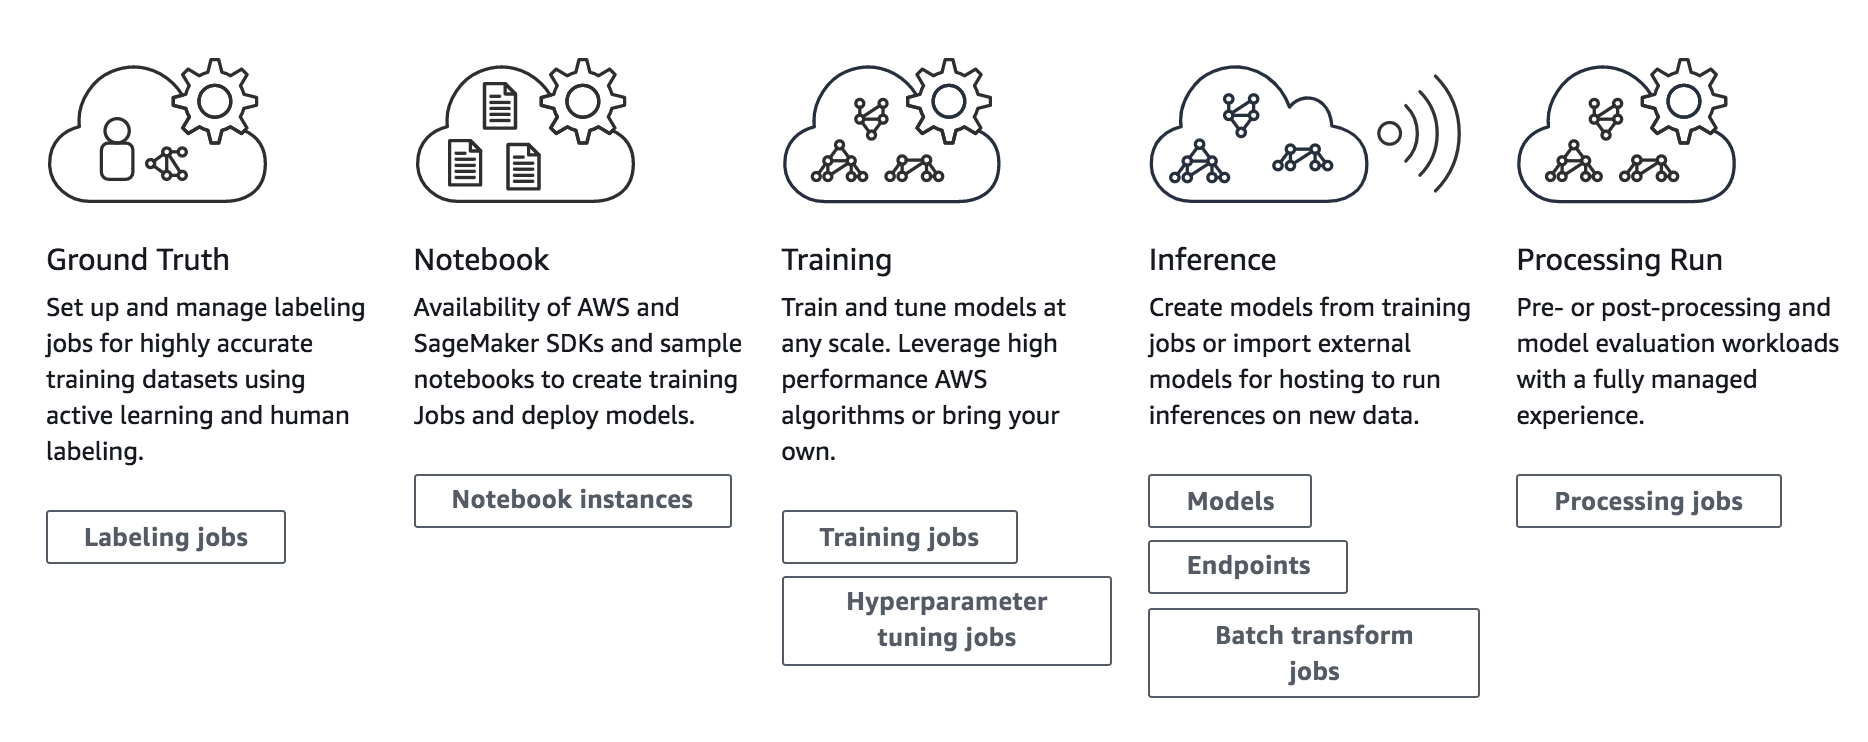 Ground Truth
Set up and manage labeling
jobs for highly accurate
training datasets using
active learning and human
labeling.
Labeling jobs
Notebook
Availability of AWS and
SageMaker SDKs and sample
notebooks to create training
Jobs and deploy models.
Notebook instances
Training
Train and tune models at
any scale. Leverage high
performance AWS
algorithms or bring your
own.
Training jobs
Hyperparameter
tuning jobs
Inference
Create models from training
jobs or import external
models for hosting to run
inferences on new data.
Models
Endpoints
Batch transform
jobs
Processing Run
Pre- or post-processing and
model evaluation workloads
with a fully managed
experience.
Processing jobs